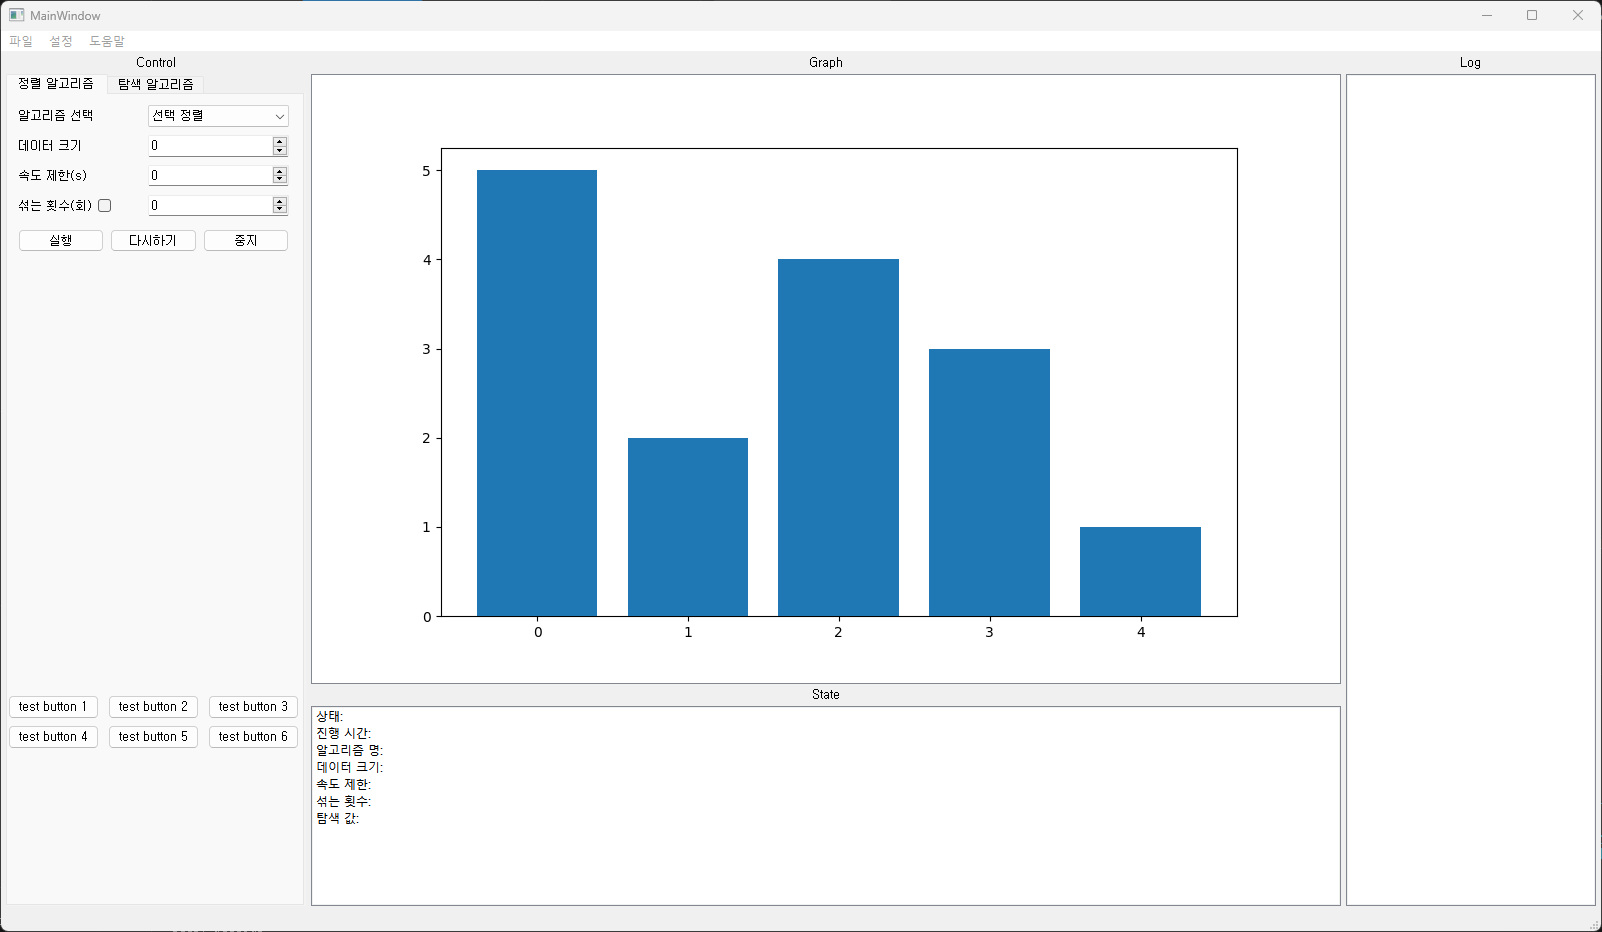 MainWindow
파일 설정 도움말
Control
정렬 알고리즘 탐색 알고리즘
알고리즘 선택 선택 정렬
데이터 크기 0
속도 제한(s) 0
섞는 횟수(회) 0
실행 다시하기 중지
test button 1 test button 2 test button 3
test button 4 test button 5 test button 6
Graph
5
4
3
2
1
0
0 1 2 3 4
State
상태:
진행 시간:
알고리즘 명:
데이터 크기:
속도 제한:
섞는 횟수:
탐색 값:
Log